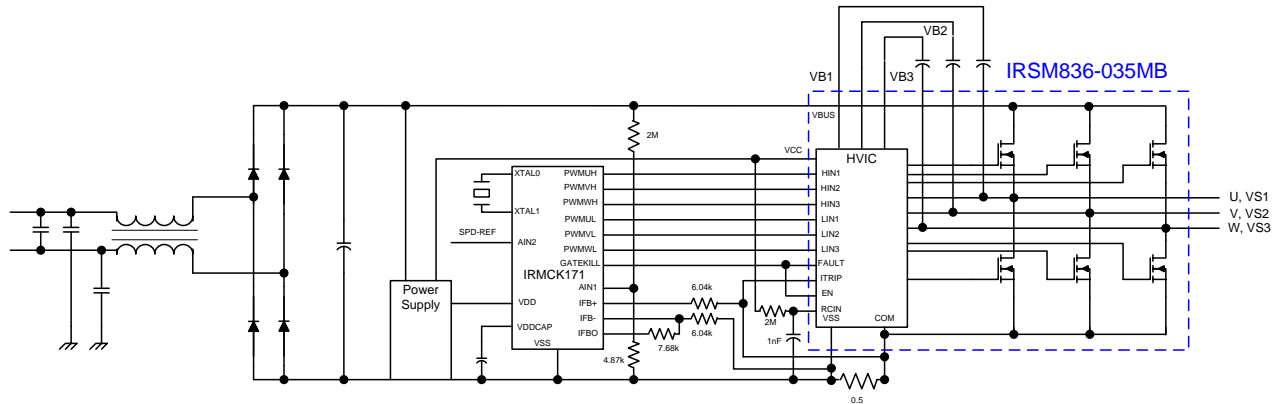 VB2
VB1
VB3
IRSM836-035MB
VBUS
2M
VCC
HVIC
XTAL0
PWMUH
HIN1
PWMVH
HIN2
U, VS1
XTAL1
PWMWH
HIN3
V, VS2
PWMUL
LIN1
W, VS3
SPD-REF
AIN2
PWMVL
LIN2
PWMWL
LIN3
GATEKILL
FAULT
IRMCK171
ITRIP
Power
Supply
AIN1
6.04k
EN
VDD
IFB+
RCIN
IFB-
2M
VSS
COM
VDDCAP
IFBO
6.04k
7.68k
1nF
VSS
4.87k
0.5